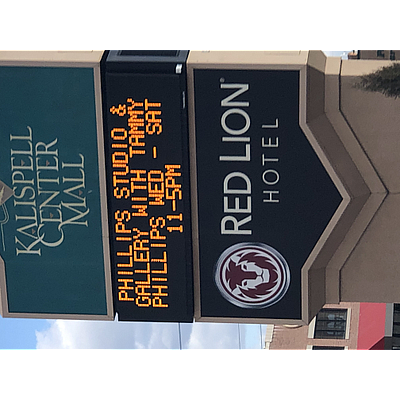 KALISPELL
CENTER
MALL
PHILLIPS STUDIO &
GALLERY WITH TAMMY
PHILLIPS WED - SAT
11-5PM
RED LION®
HOTEL